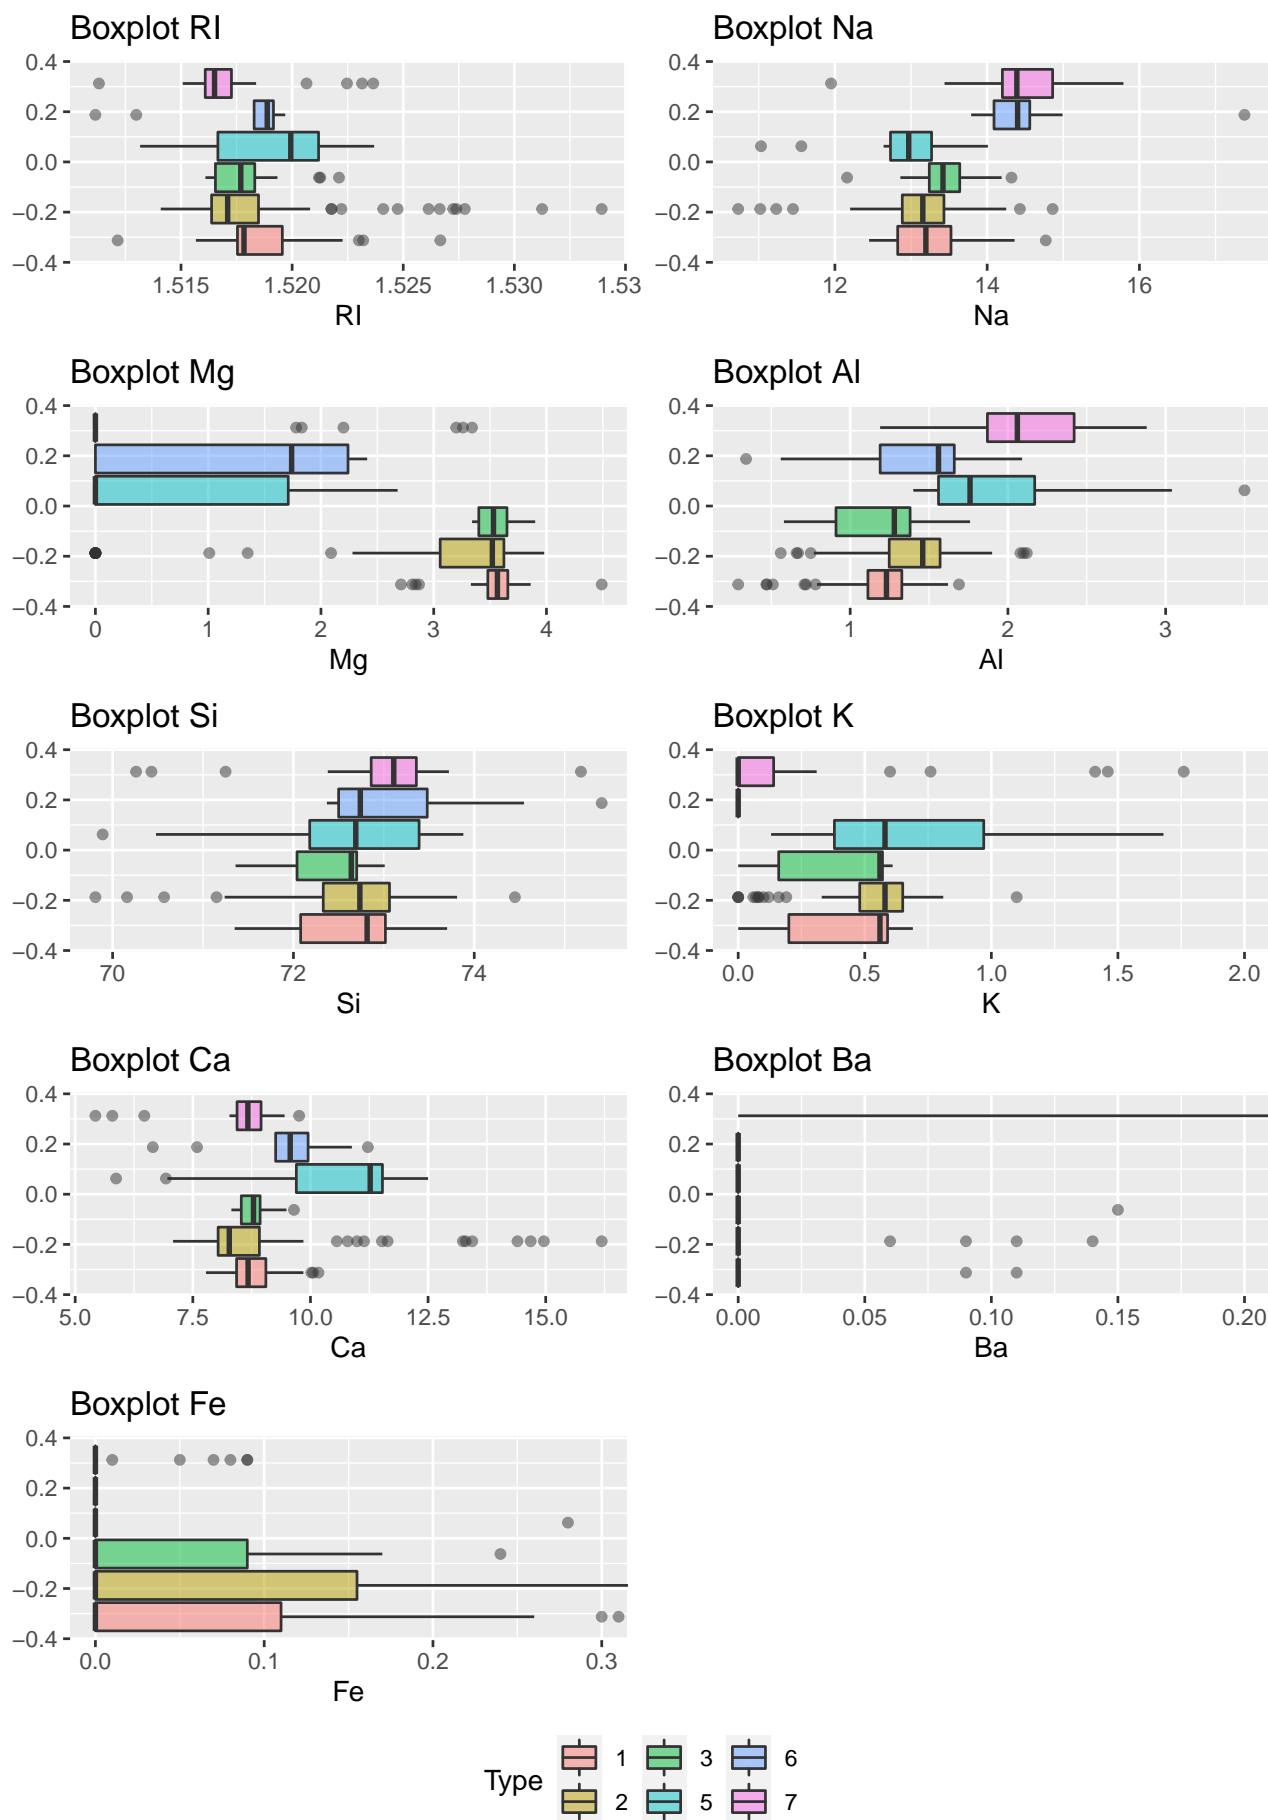 Boxplot RI
0.4
0.2
0.0
−0.2
−0.4
1.515 1.520 1.525 1.530 1.53
RI
Boxplot Na
0.4
0.2
0.0
−0.2
−0.4
12 14 16
Na
Boxplot Mg
0.4
0.2
0.0
−0.2
−0.4
0 1 2 3 4
Mg
Boxplot Al
0.4
0.2
0.0
−0.2
−0.4
1 2 3
Al
Boxplot Si
0.4
0.2
0.0
−0.2
−0.4
70 72 74
Si
Boxplot K
0.4
0.2
0.0
−0.2
−0.4
0.0 0.5 1.0 1.5 2.0
K
Boxplot Ca
0.4
0.2
0.0
−0.2
−0.4
5.0 7.5 10.0 12.5 15.0
Ca
Boxplot Ba
0.4
0.2
0.0
−0.2
−0.4
0.00 0.05 0.10 0.15 0.20
Ba
Boxplot Fe
0.4
0.2
0.0
−0.2
−0.4
0.0 0.1 0.2 0.3
Fe
Type
1 3 6
2 5 7